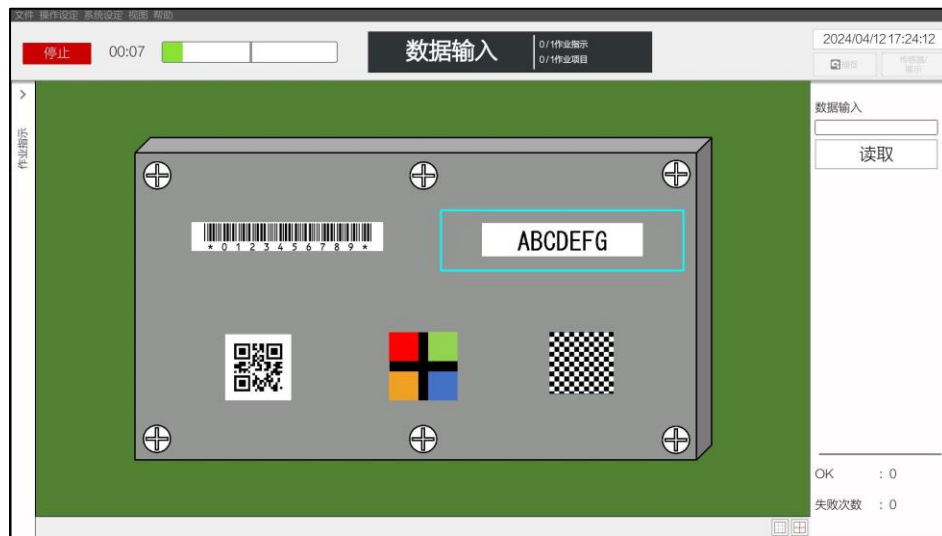 文件 操作设定 系统设定 视图 帮助
停止
00:07
数据输入
0/1作业指示
0/1作业项目
2024/04/12 17:24:12
作业指示
*0123456789*
ABCDEFG
数据输入
读取
OK : 0
失败次数 : 0